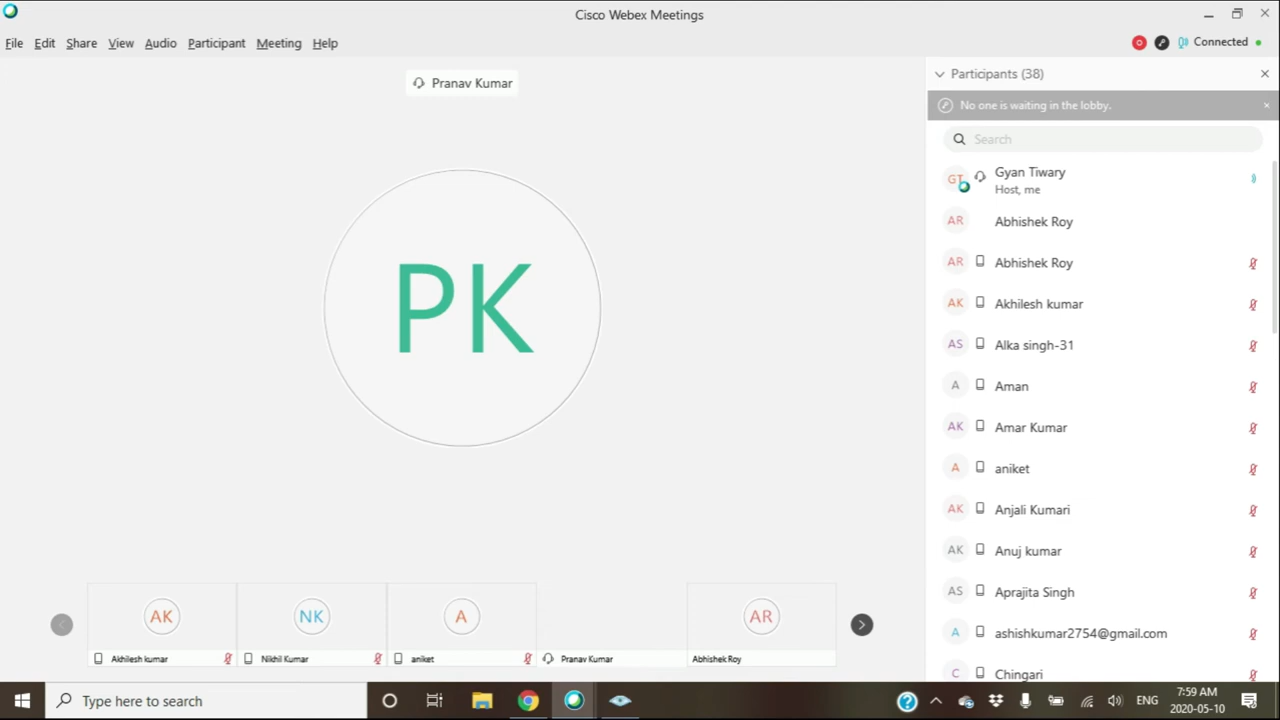 Cisco Webex Meetings
File Edit Share View Audio Participant Meeting Help
Connected
Pranav Kumar
PK
Participants (38)
No one is waiting in the lobby.
Search
GT Gyan Tiwary
Host, me
AR Abhishek Roy
AR Abhishek Roy
AK Akhilesh kumar
AS Alka singh-31
A Aman
AK Amar Kumar
A aniket
AK Anjali Kumari
AK Anuj kumar
AS Aprajita Singh
A ashishkumar2754@gmail.com
C Chingari
AK NK A AR
Akhilesh kumar Nikhil Kumar aniket Pranav Kumar Abhishek Roy
Type here to search
ENG
7:59 AM
2020-05-10